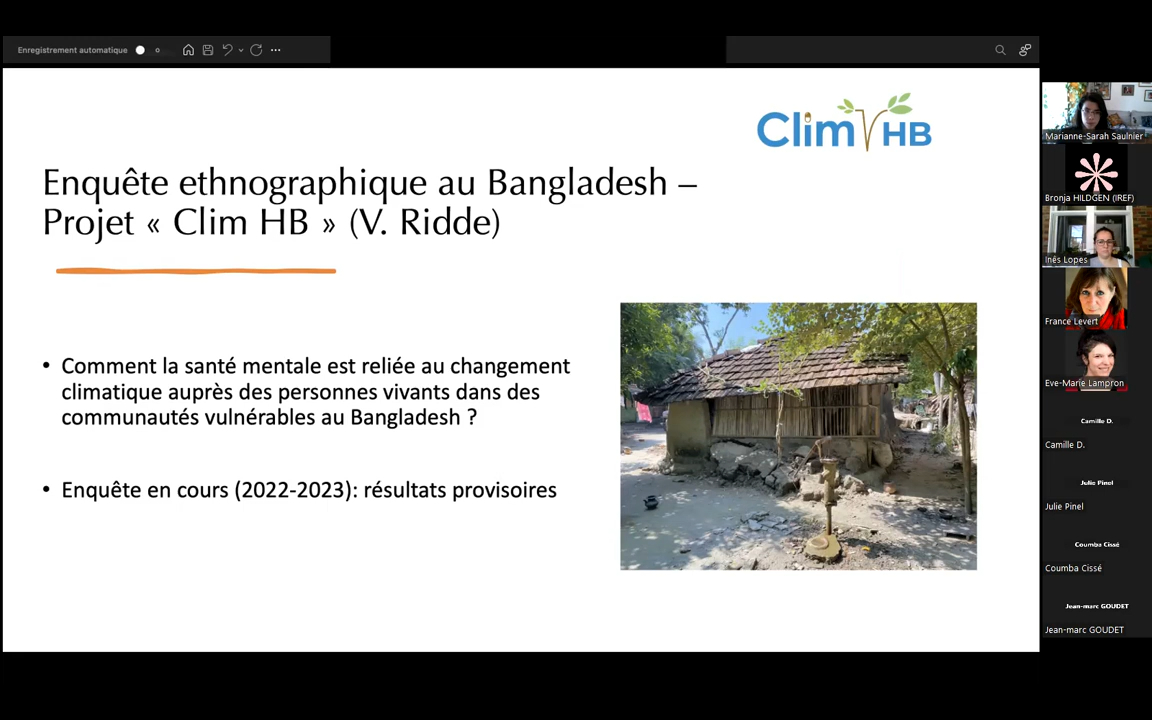 Enregistrement automatique
Clim HB
Marianne-Sarah Saulnier
Enquête ethnographique au Bangladesh –
Projet « Clim HB » (V. Ridde)
Bronja HILDGEN (IREF)
Inés Lopes
France Levert
• Comment la santé mentale est reliée au changement
climatique auprès des personnes vivants dans des
communautés vulnérables au Bangladesh ?
Eve-Marie Lampron
Camille D.
Camille D.
• Enquête en cours (2022-2023): résultats provisoires
Julie Pinel
Julie Pinel
Coumba Cissé
Coumba Cissé
Jean-marc GOUDET
Jean-marc GOUDET